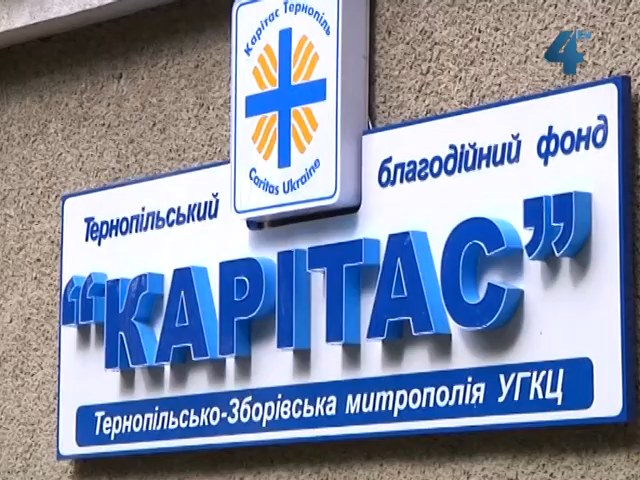 Карітас Тернопіль
Caritas Ukraine
Тернопільський благодійний фонд
“КАРІТАС”
Тернопільсько-Зборівська митрополія УГКЦ
4